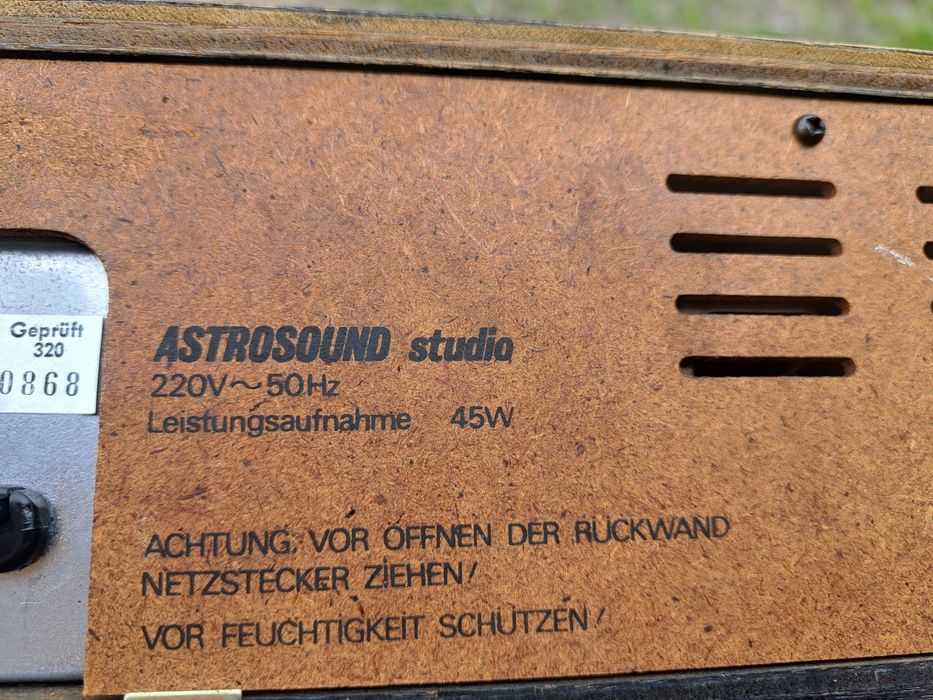 Geprüft
320
0868
ASTROSOUND studio
220V~50Hz
Leistungsaufnahme 45W
ACHTUNG. VOR ÖFFNEN DER RÜCKWAND
NETZSTECKER ZIEHEN!
VOR FEUCHTIGKEIT SCHÜTZEN!